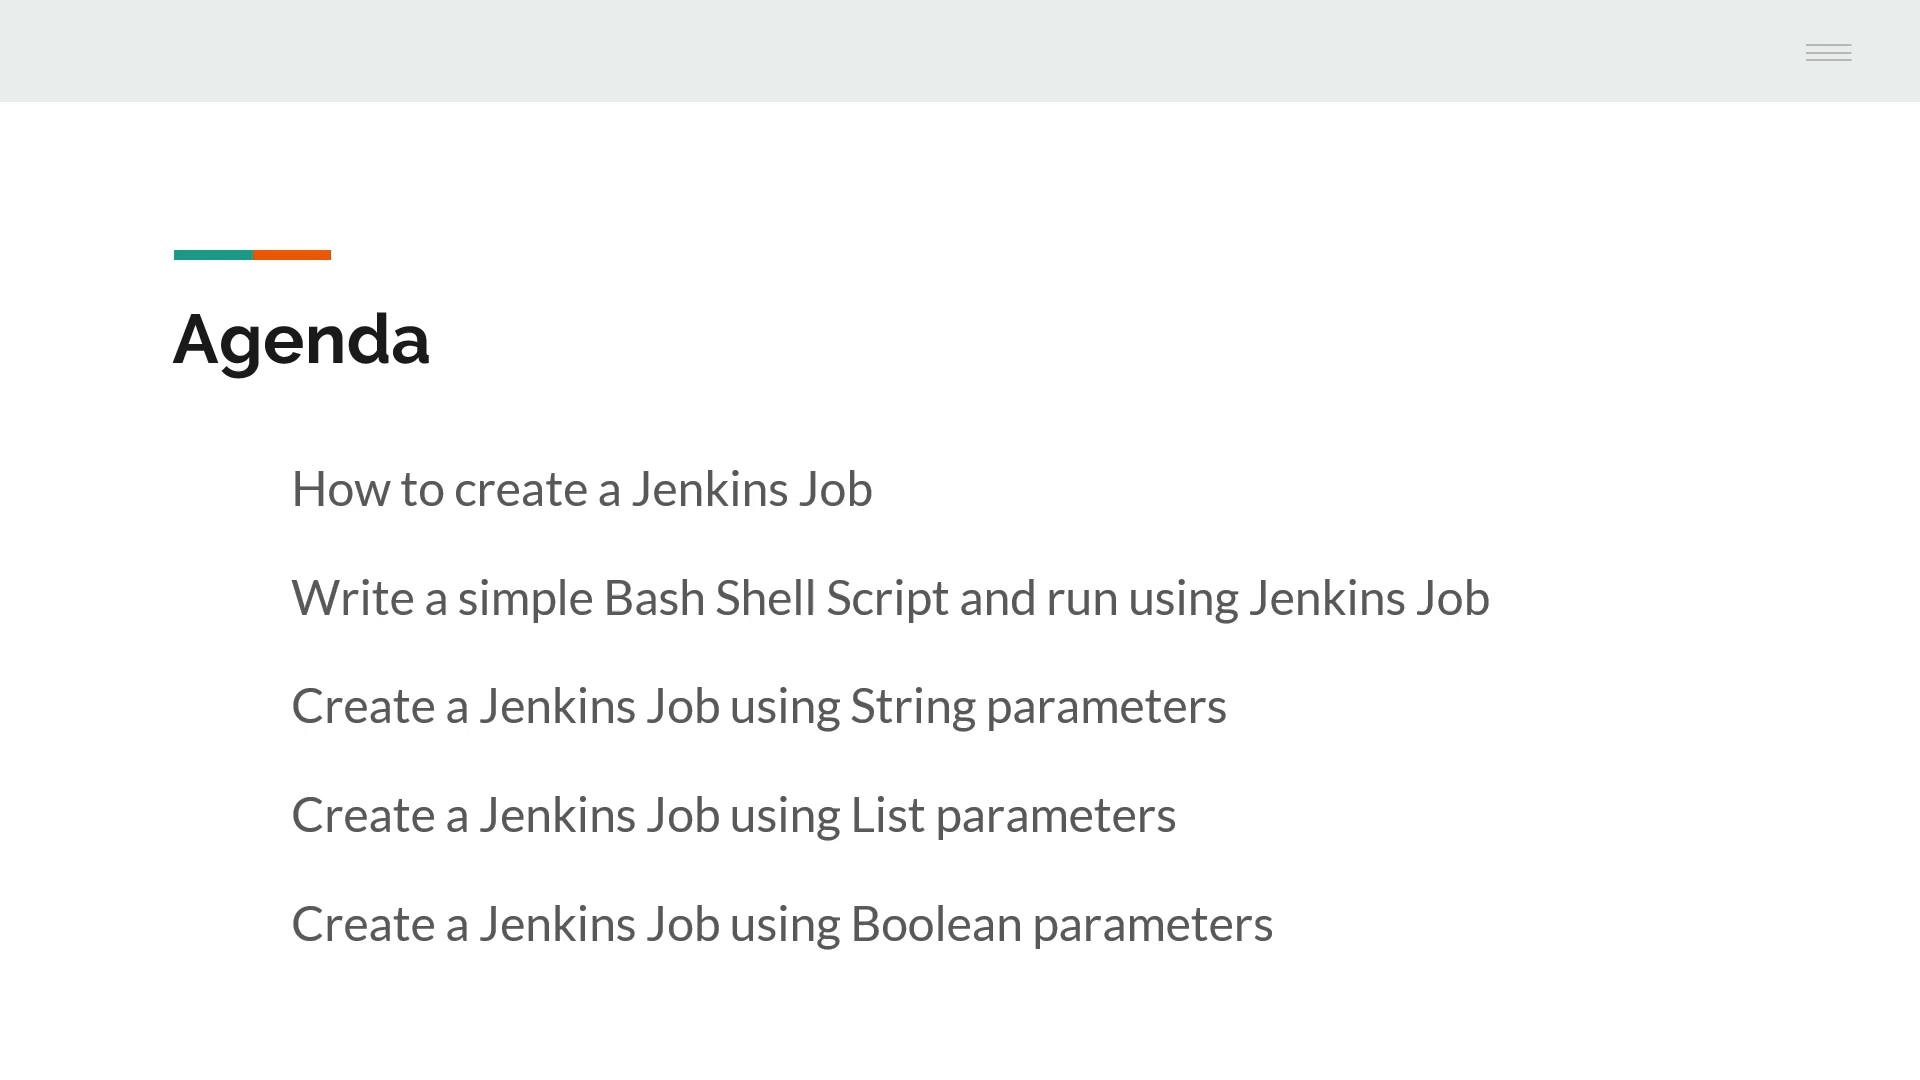 Agenda
How to create a Jenkins Job
Write a simple Bash Shell Script and run using Jenkins Job
Create a Jenkins Job using String parameters
Create a Jenkins Job using List parameters
Create a Jenkins Job using Boolean parameters